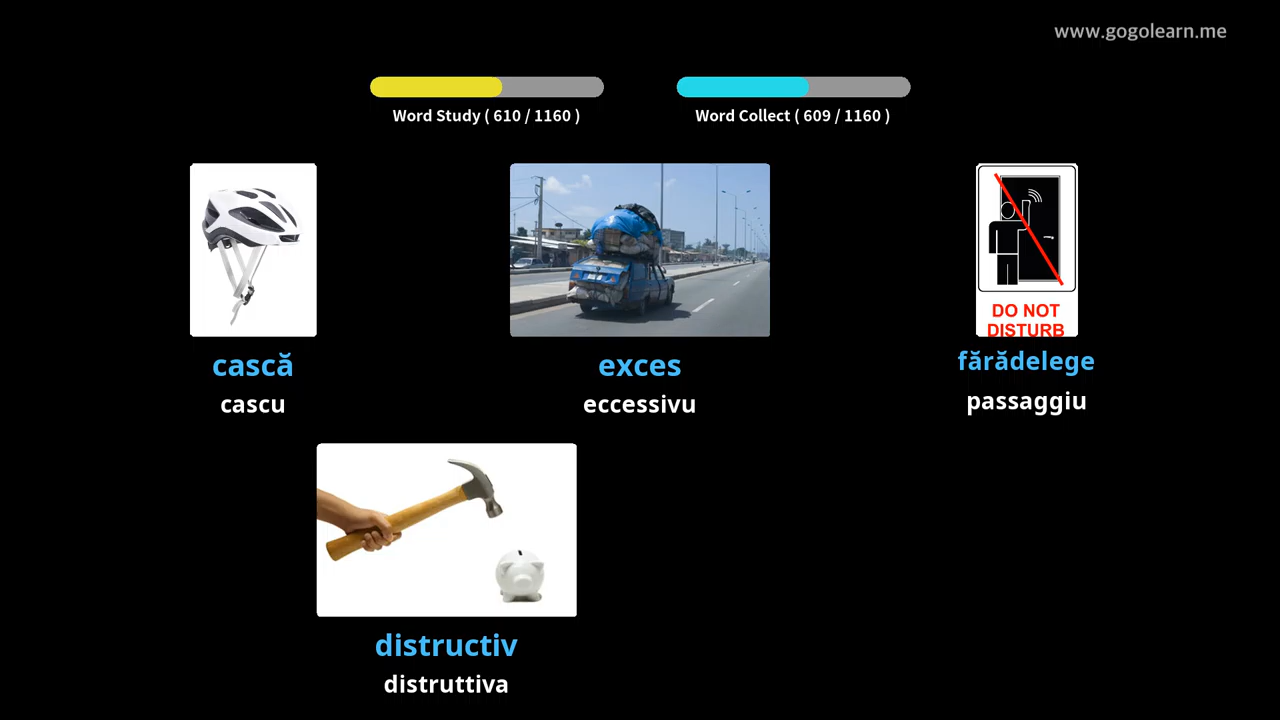 www.gogolearn.me
Word Study ( 610 / 1160 )
Word Collect ( 609 / 1160 )
DO NOT
DISTURB
cască
exces
fărădelege
cascu
eccessivu
passaggiu
distructiv
distruttiva